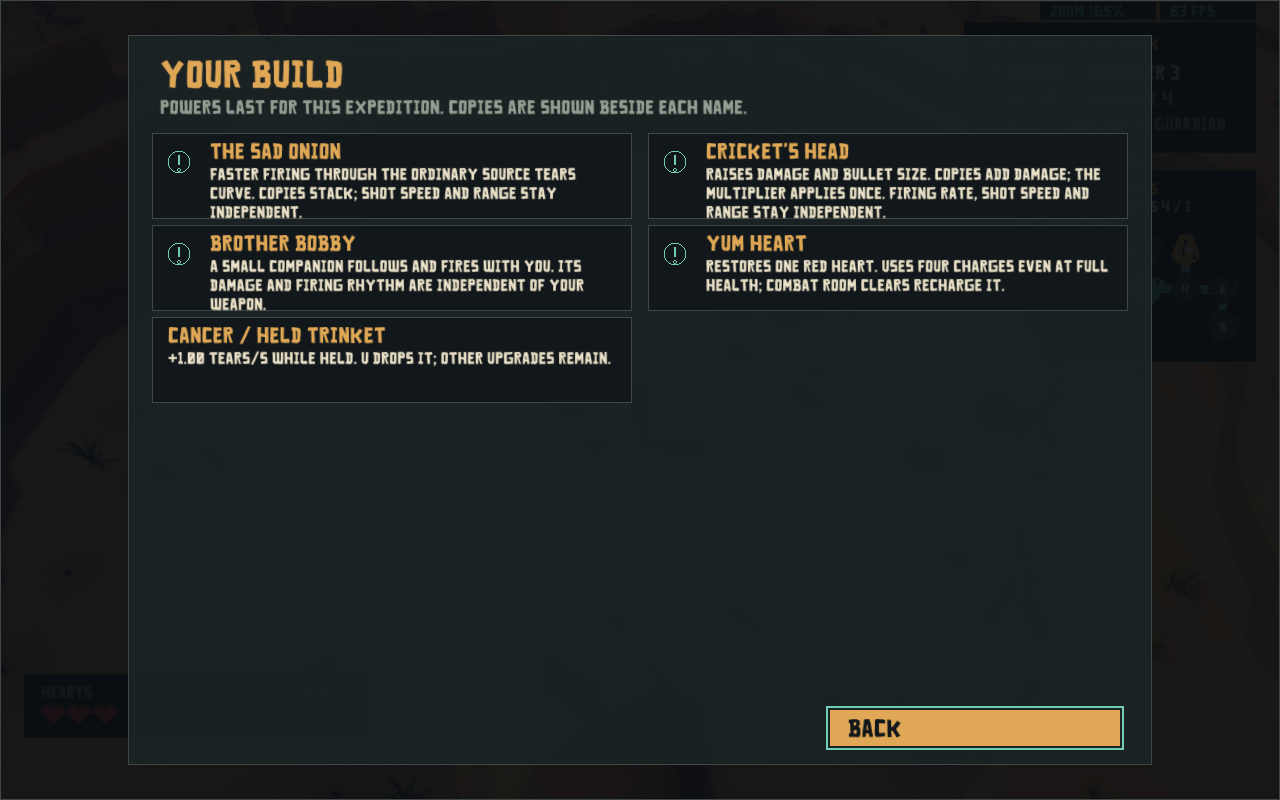 ZOOM 165% 83 FPS
YOUR BUILD
POWERS LAST FOR THIS EXPEDITION. COPIES ARE SHOWN BESIDE EACH NAME.
THE SAD ONION
FASTER FIRING THROUGH THE ORDINARY SOURCE TEARS
CURVE. COPIES STACK; SHOT SPEED AND RANGE STAY
INDEPENDENT.
CRICKET'S HEAD
RAISES DAMAGE AND BULLET SIZE. COPIES ADD DAMAGE; THE
MULTIPLIER APPLIES ONCE. FIRING RATE, SHOT SPEED AND
RANGE STAY INDEPENDENT.
BROTHER BOBBY
A SMALL COMPANION FOLLOWS AND FIRES WITH YOU. ITS
DAMAGE AND FIRING RHYTHM ARE INDEPENDENT OF YOUR
WEAPON.
YUM HEART
RESTORES ONE RED HEART. USES FOUR CHARGES EVEN AT FULL
HEALTH; COMBAT ROOM CLEARS RECHARGE IT.
CANCER / HELD TRINKET
+1.00 TEARS/S WHILE HELD. U DROPS IT; OTHER UPGRADES REMAIN.
GUARDIAN
HEARTS
BACK